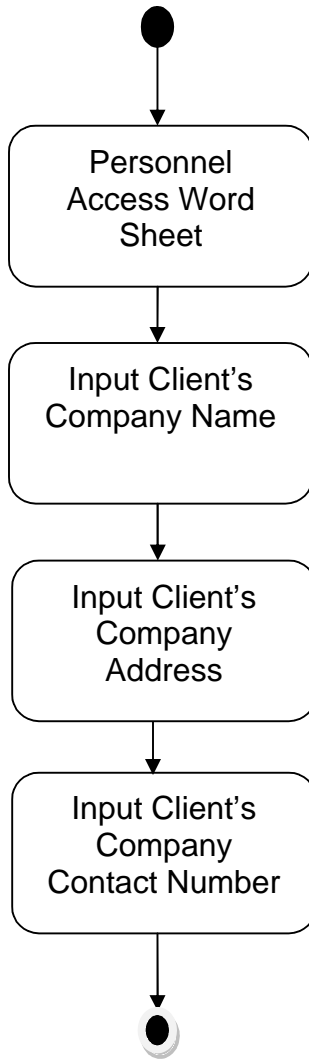 Personnel
Access Word
Sheet
Input Client’s
Company Name
Input Client’s
Company
Address
Input Client’s
Company
Contact Number